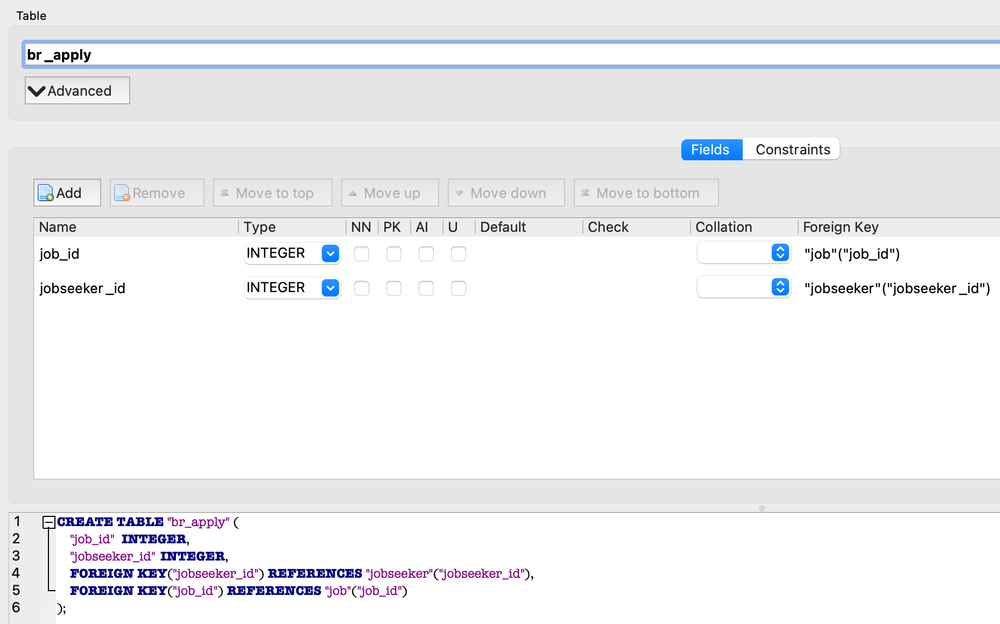 Table
br_apply
Advanced
Fields Constraints
Add Remove Move to top Move up Move down Move to bottom
Name Type NN PK AI U Default Check Collation Foreign Key
job_id INTEGER "job"("job_id")
jobseeker_id INTEGER "jobseeker"("jobseeker_id")
1 CREATE TABLE "br_apply" (
2 "job_id" INTEGER,
3 "jobseeker_id" INTEGER,
4 FOREIGN KEY("jobseeker_id") REFERENCES "jobseeker"("jobseeker_id"),
5 FOREIGN KEY("job_id") REFERENCES "job"("job_id")
6 );